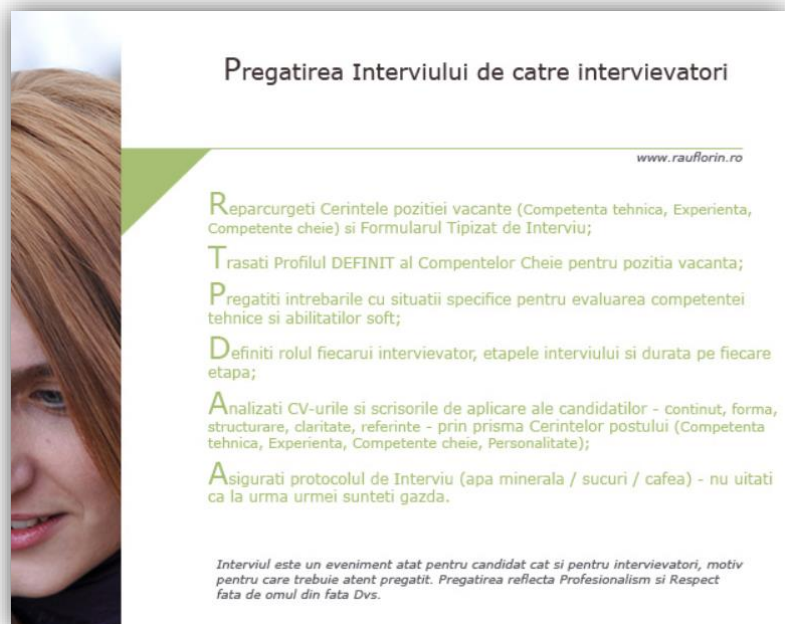 Pregatirea Interviului de catre intervievatori
www.rauflorin.ro
Reparcurgeti Cerintele pozitiei vacante (Competenta tehnica, Experienta,
Competente cheie) si Formularul Tipizat de Interviu;
Trasati Profilul DEFINIT al Compentelor Cheie pentru pozitia vacanta;
Pregatiti intrebarile cu situatii specifice pentru evaluarea competentei
tehnice si abilitatilor soft;
Definiti rolul fiecarui intervievator, etapele interviului si durata pe fiecare
etapa;
Analizati CV-urile si scrisorile de aplicare ale candidatilor - continut, forma,
structurare, claritate, referinte - prin prisma Cerintelor postului (Competenta
tehnica, Experienta, Competente cheie, Personalitate);
Asigurati protocolul de Interviu (apa minerala / sucuri / cafea) - nu uitati
ca la urma urmei sunteti gazda.
Interviul este un eveniment atat pentru candidat cat si pentru intervievatori, motiv
pentru care trebuie atent pregatit. Pregatirea reflecta Profesionalism si Respect
fata de omul din fata Dvs.